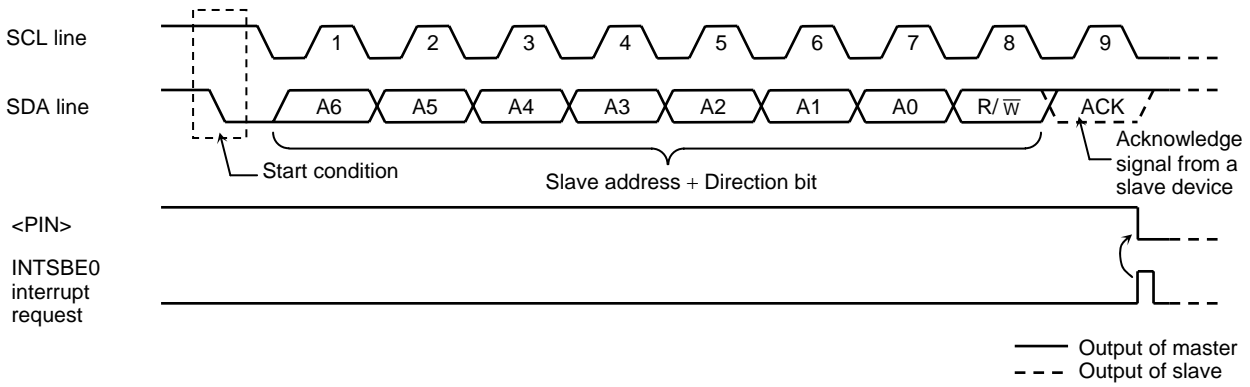 SCL line
1 2 3 4 5 6 7 8 9
SDA line
A6 A5 A4 A3 A2 A1 A0 R/W̅ ACK
Start condition
Slave address + Direction bit
Acknowledge
signal from a
slave device
<PIN>
INTSBE0
interrupt
request
Output of master
Output of slave